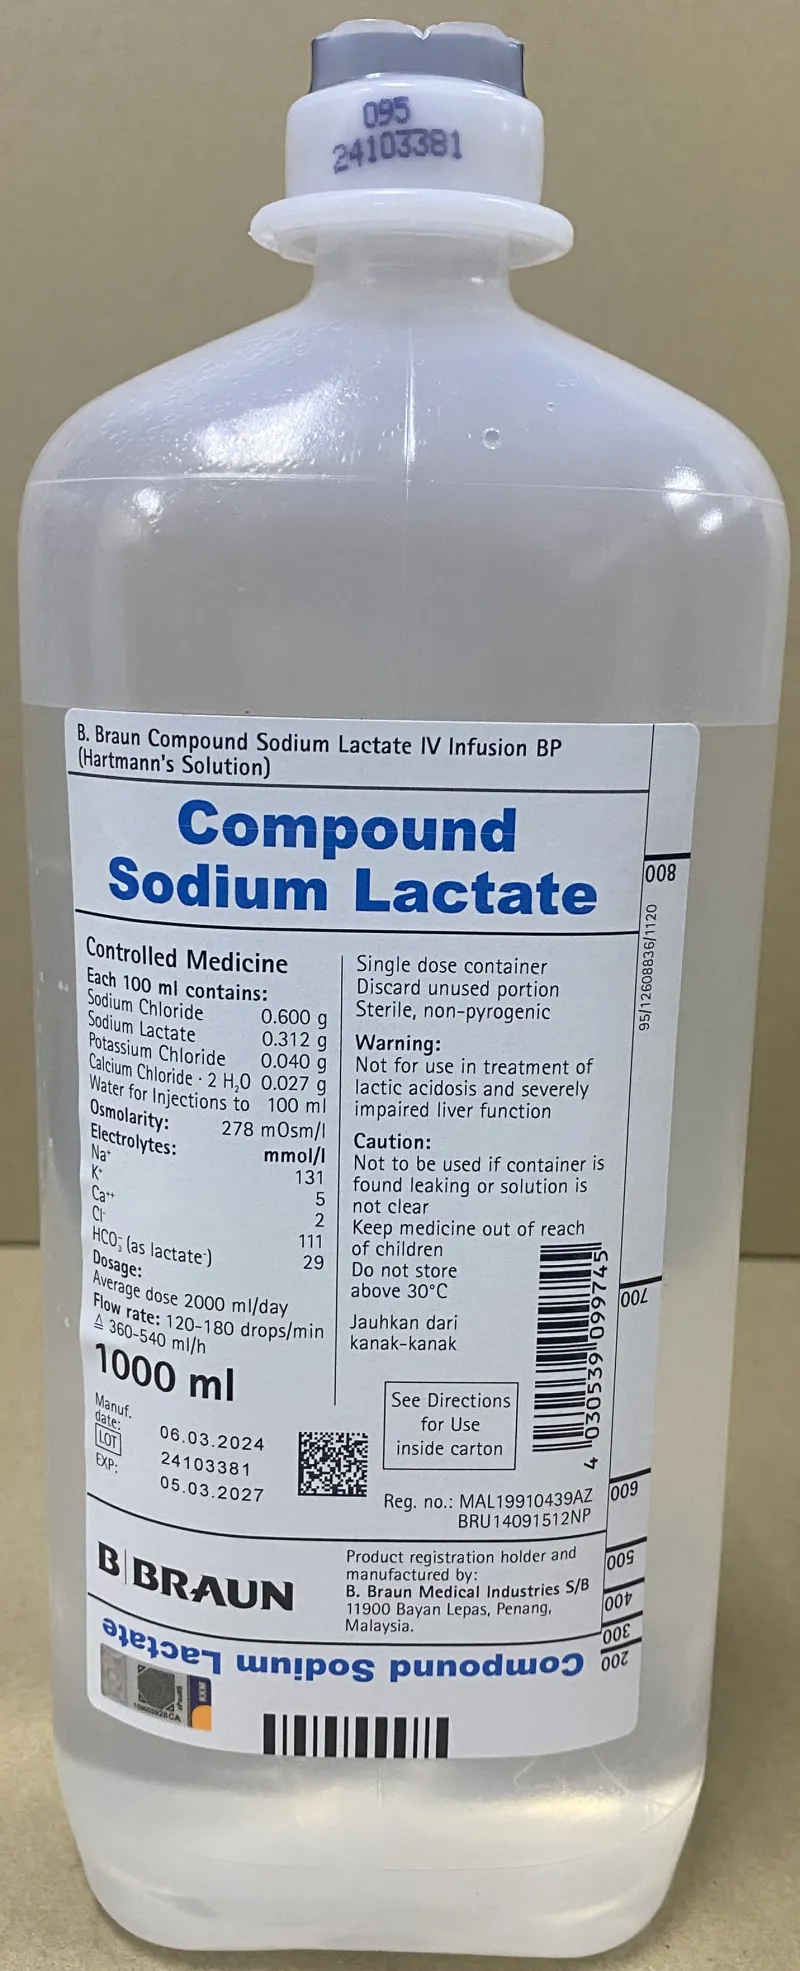 095
24103381
B. Braun Compound Sodium Lactate IV Infusion BP
(Hartmann's Solution)
Compound
Sodium Lactate
Controlled Medicine
Each 100 ml contains:
Sodium Chloride 0.600 g
Sodium Lactate 0.312 g
Potassium Chloride 0.040 g
Calcium Chloride · 2 H₂O 0.027 g
Water for Injections to 100 ml
Osmolarity: 278 mOsm/l
Electrolytes: mmol/l
Na⁺ 131
K⁺ 5
Ca⁺⁺ 2
Cl⁻ 111
HCO₃⁻ (as lactate⁻) 29
Dosage:
Average dose 2000 ml/day
Flow rate: 120-180 drops/min
≙ 360-540 ml/h
1000 ml
Manuf.
date: 06.03.2024
LOT 24103381
EXP: 05.03.2027
Single dose container
Discard unused portion
Sterile, non-pyrogenic
Warning:
Not for use in treatment of
lactic acidosis and severely
impaired liver function
Caution:
Not to be used if container is
found leaking or solution is
not clear
Keep medicine out of reach
of children
Do not store
above 30°C
Jauhkan dari
kanak-kanak
See Directions
for Use
inside carton
4 030539 099745
Reg. no.: MAL19910439AZ
BRU14091512NP
B|BRAUN
Product registration holder and
manufactured by:
B. Braun Medical Industries S/B
11900 Bayan Lepas, Penang,
Malaysia.
Compound Sodium Lactate
800
95/12608836/1120
700
600
500
400
300
200
KKM